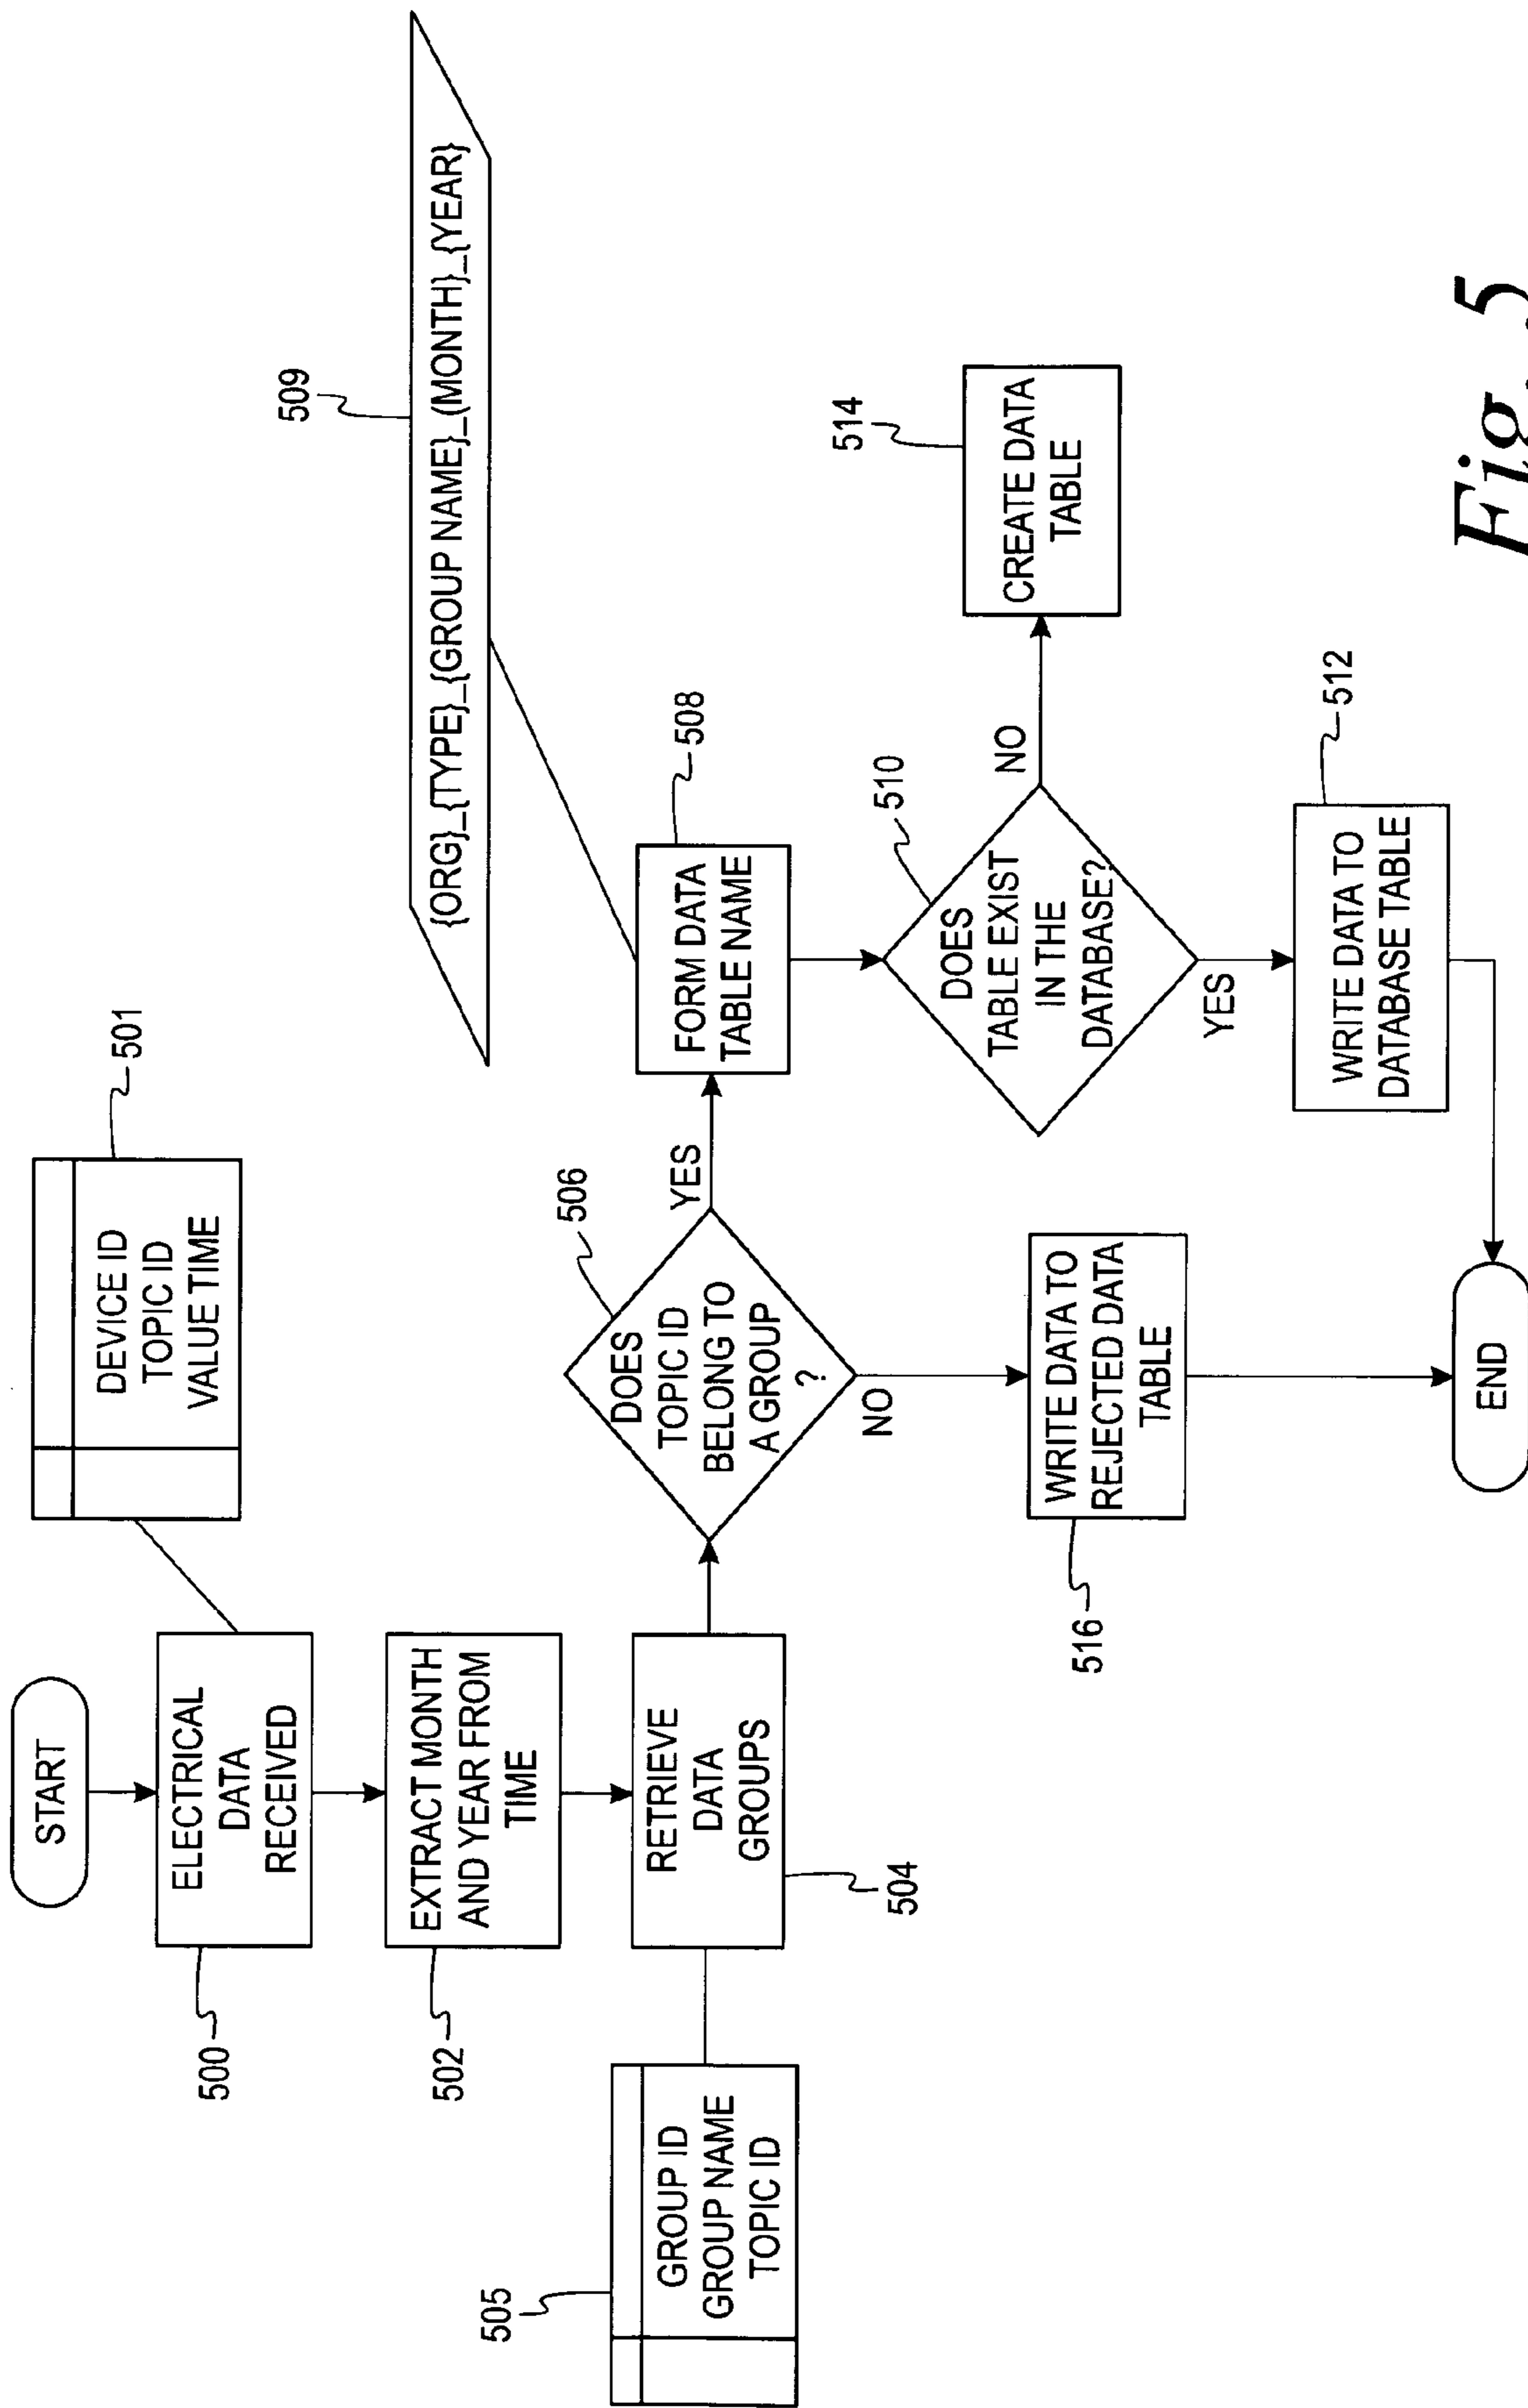 START
ELECTRICAL
DATA
RECEIVED
500
DEVICE ID
TOPIC ID
VALUE TIME
501
EXTRACT MONTH
AND YEAR FROM
TIME
502
RETRIEVE
DATA
GROUPS
504
GROUP ID
GROUP NAME
TOPIC ID
505
DOES
TOPIC ID
BELONG TO
A GROUP
?
506
YES
NO
FORM DATA
TABLE NAME
508
{ORG}_{TYPE}_{GROUP NAME}_(MONTH}_{YEAR}
509
DOES
TABLE EXIST
IN THE
DATABASE?
510
NO
YES
CREATE DATA
TABLE
514
WRITE DATA TO
DATABASE TABLE
512
WRITE DATA TO
REJECTED DATA
TABLE
516
END
Fig. 5